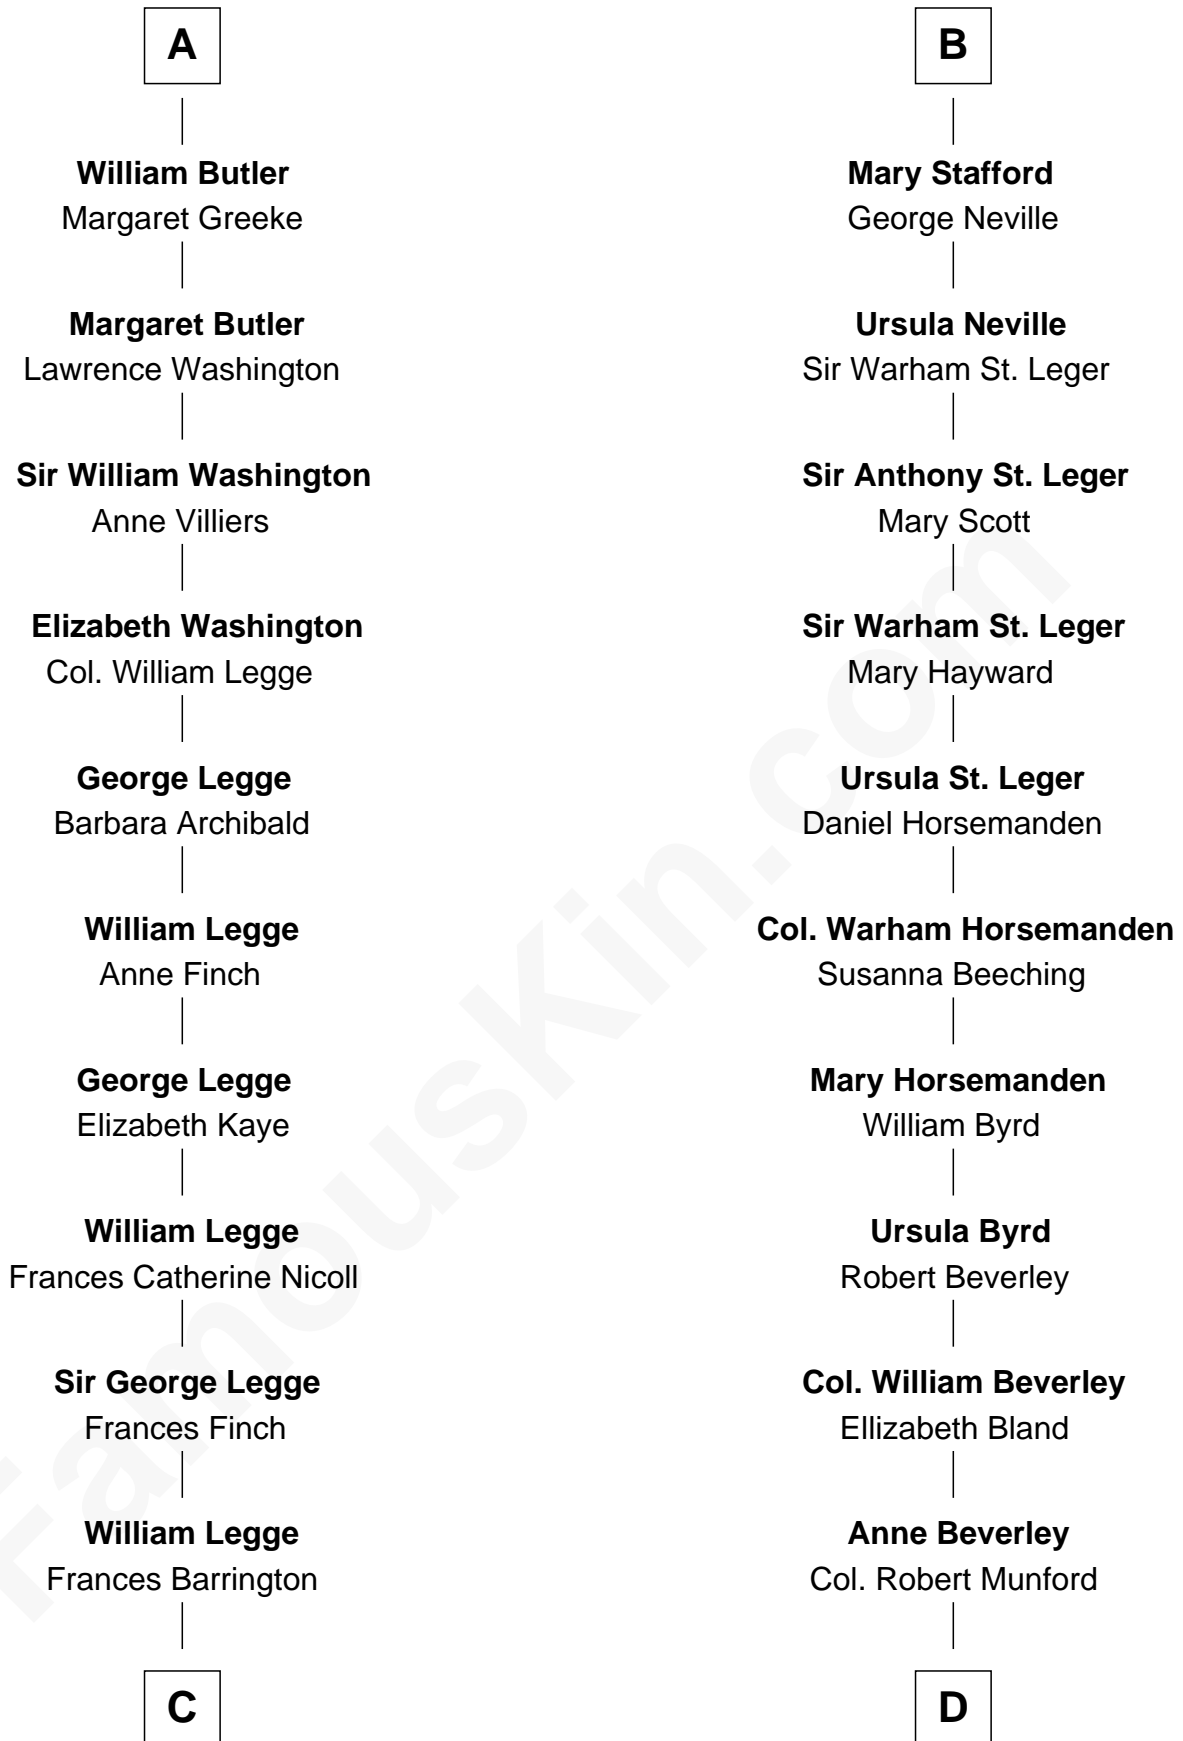 A
William Butler
Margaret Greeke
Margaret Butler
Lawrence Washington
Sir William Washington
Anne Villiers
Elizabeth Washington
Col. William Legge
George Legge
Barbara Archibald
William Legge
Anne Finch
George Legge
Elizabeth Kaye
William Legge
Frances Catherine Nicoll
Sir George Legge
Frances Finch
William Legge
Frances Barrington
C
B
Mary Stafford
George Neville
Ursula Neville
Sir Warham St. Leger
Sir Anthony St. Leger
Mary Scott
Sir Warham St. Leger
Mary Hayward
Ursula St. Leger
Daniel Horsemanden
Col. Warham Horsemanden
Susanna Beeching
Mary Horsemanden
William Byrd
Ursula Byrd
Robert Beverley
Col. William Beverley
Ellizabeth Bland
Anne Beverley
Col. Robert Munford
D
FamousKin.com